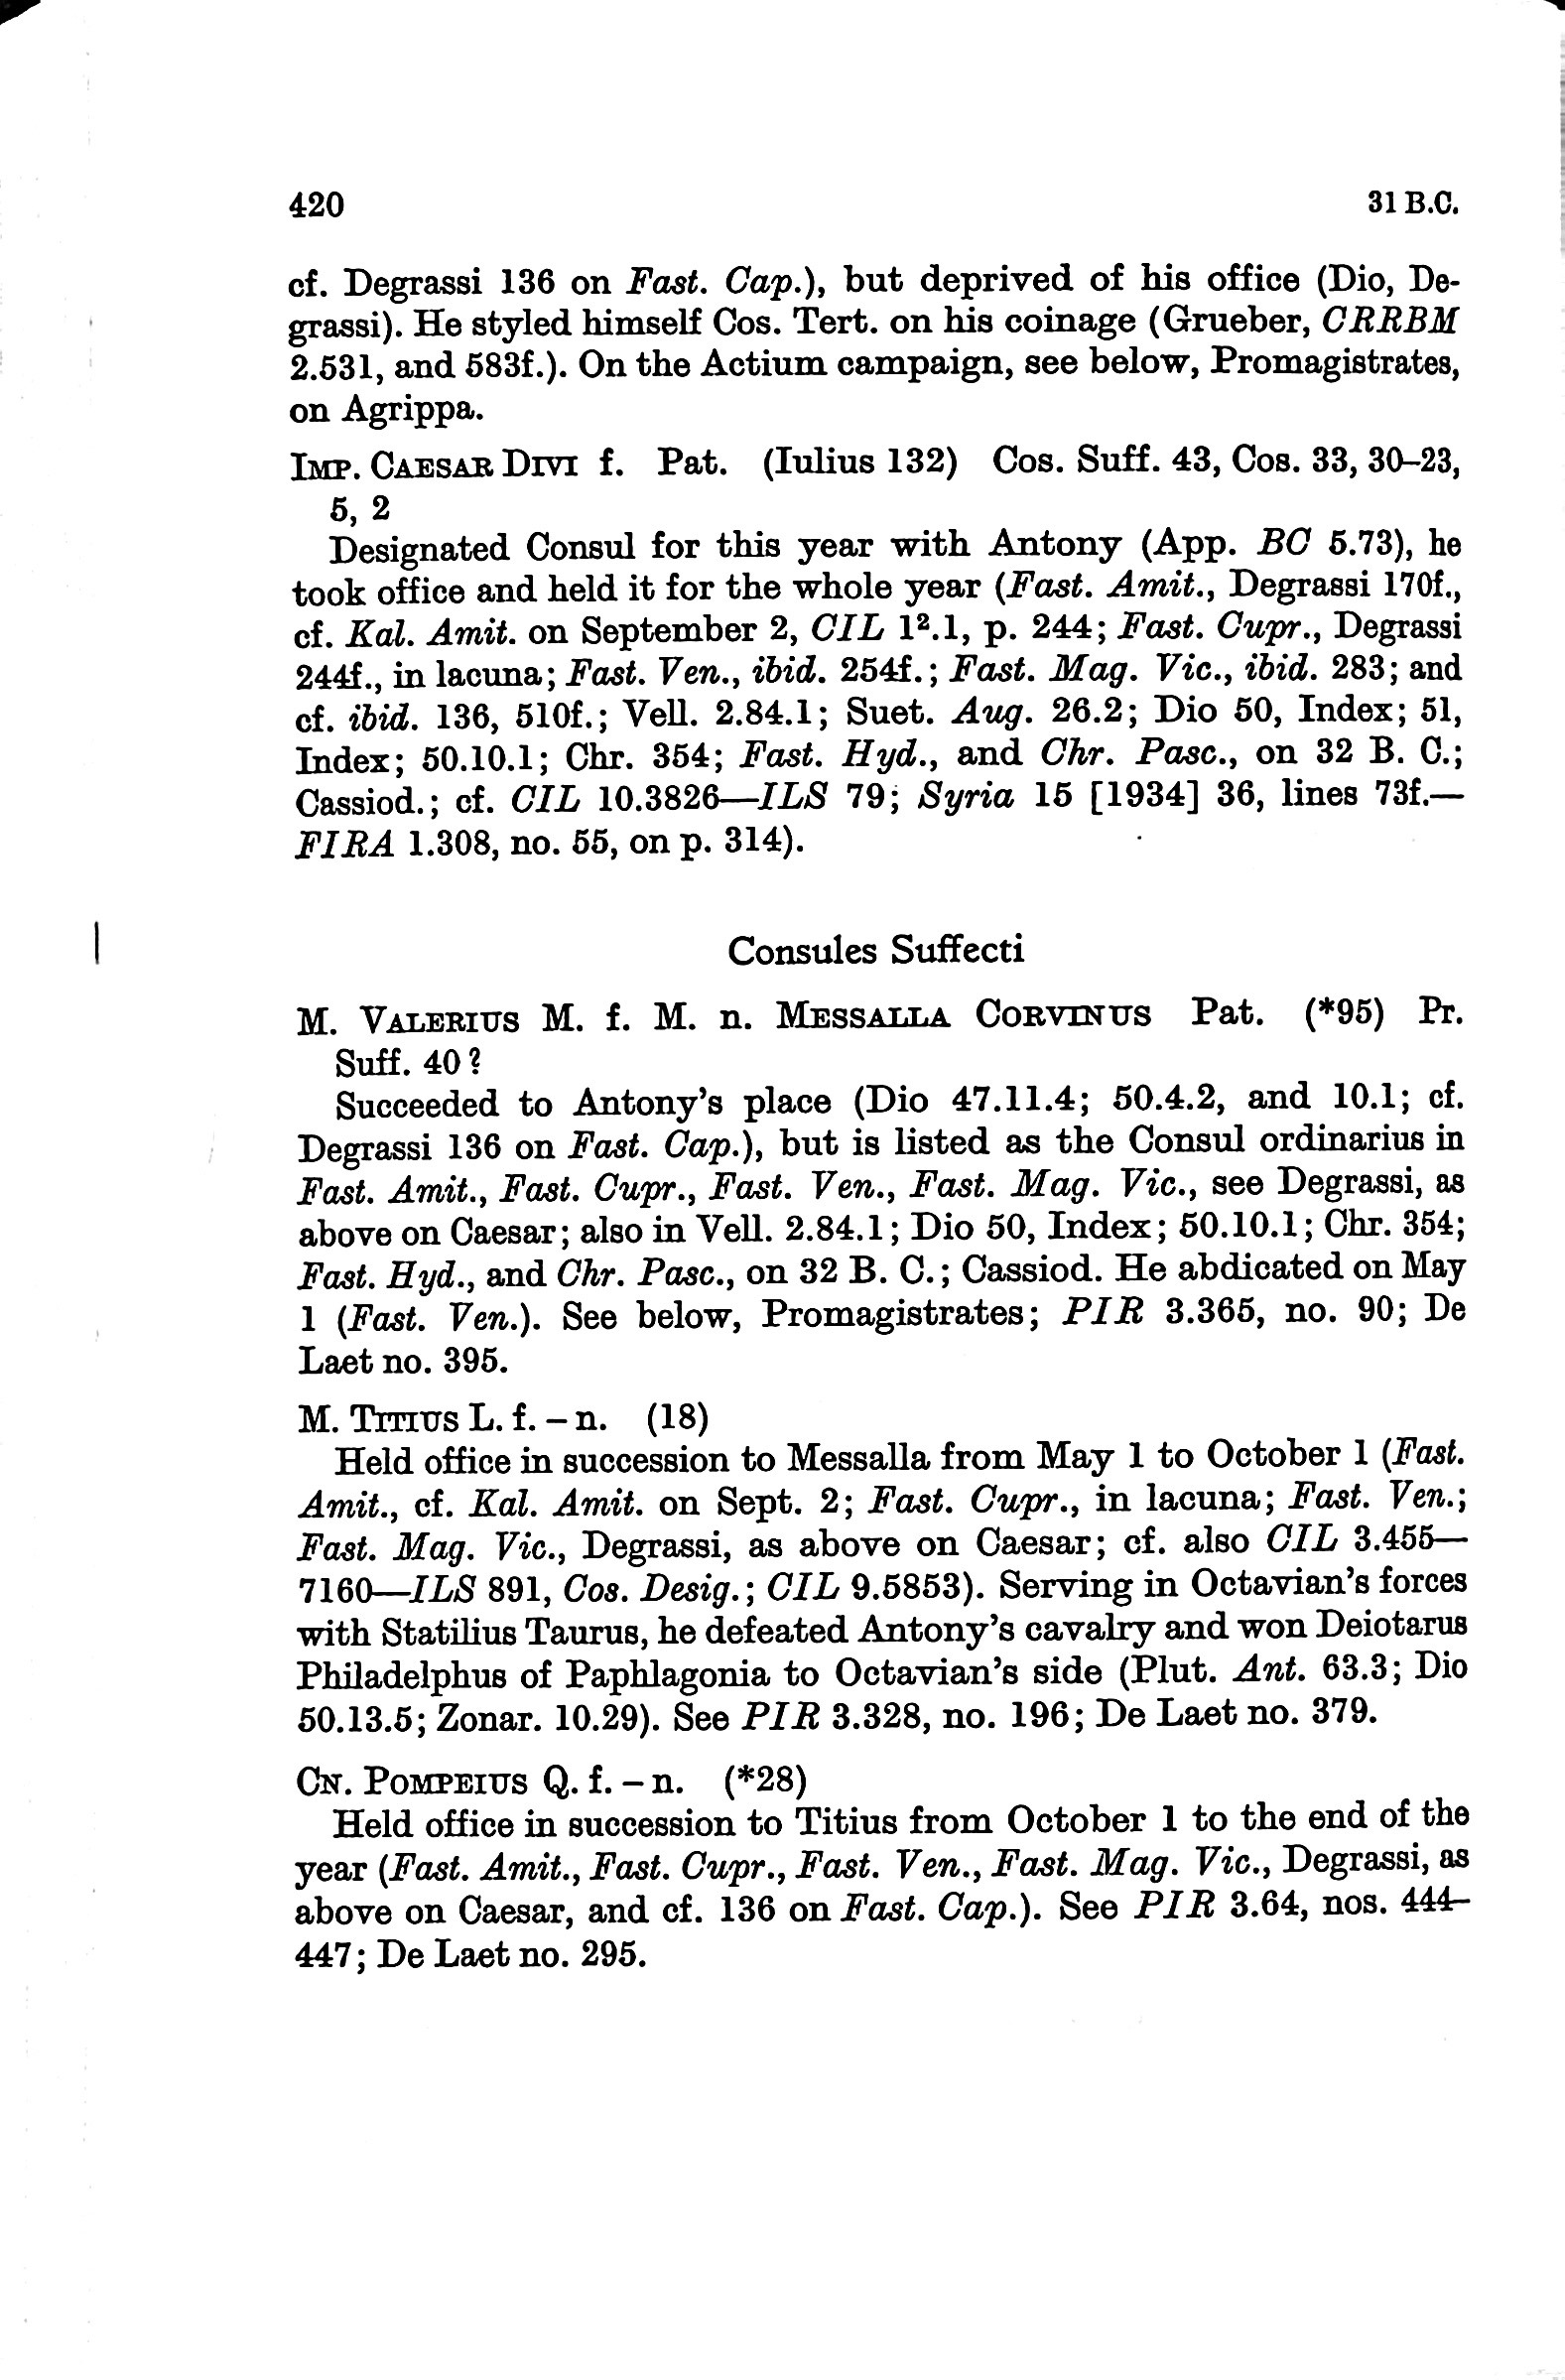 420 31 B.C.
cf. Degrassi 136 on Fast. Cap.), but deprived of his office (Dio, De-
grassi). He styled himself Cos. Tert. on his coinage (Grueber, CRRBM
2.531, and 583f.). On the Actium campaign, see below, Promagistrates,
on Agrippa.
IMP. CAESAR DIVI f. Pat. (Iulius 132) Cos. Suff. 43, Cos. 33, 30–23,
5, 2
Designated Consul for this year with Antony (App. BC 5.73), he
took office and held it for the whole year (Fast. Amit., Degrassi 170f.,
cf. Kal. Amit. on September 2, CIL 1².1, p. 244; Fast. Cupr., Degrassi
244f., in lacuna; Fast. Ven., ibid. 254f.; Fast. Mag. Vic., ibid. 283; and
cf. ibid. 136, 510f.; Vell. 2.84.1; Suet. Aug. 26.2; Dio 50, Index; 51,
Index; 50.10.1; Chr. 354; Fast. Hyd., and Chr. Pasc., on 32 B. C.;
Cassiod.; cf. CIL 10.3826—ILS 79; Syria 15 [1934] 36, lines 73f.—
FIRA 1.308, no. 55, on p. 314).
Consules Suffecti
M. VALERIUS M. f. M. n. MESSALLA CORVINUS Pat. (*95) Pr.
Suff. 40?
Succeeded to Antony's place (Dio 47.11.4; 50.4.2, and 10.1; cf.
Degrassi 136 on Fast. Cap.), but is listed as the Consul ordinarius in
Fast. Amit., Fast. Cupr., Fast. Ven., Fast. Mag. Vic., see Degrassi, as
above on Caesar; also in Vell. 2.84.1; Dio 50, Index; 50.10.1; Chr. 354;
Fast. Hyd., and Chr. Pasc., on 32 B. C.; Cassiod. He abdicated on May
1 (Fast. Ven.). See below, Promagistrates; PIR 3.365, no. 90; De
Laet no. 395.
M. TITIUS L. f. – n. (18)
Held office in succession to Messalla from May 1 to October 1 (Fast.
Amit., cf. Kal. Amit. on Sept. 2; Fast. Cupr., in lacuna; Fast. Ven.;
Fast. Mag. Vic., Degrassi, as above on Caesar; cf. also CIL 3.455—
7160—ILS 891, Cos. Desig.; CIL 9.5853). Serving in Octavian's forces
with Statilius Taurus, he defeated Antony's cavalry and won Deiotarus
Philadelphus of Paphlagonia to Octavian's side (Plut. Ant. 63.3; Dio
50.13.5; Zonar. 10.29). See PIR 3.328, no. 196; De Laet no. 379.
CN. POMPEIUS Q. f. – n. (*28)
Held office in succession to Titius from October 1 to the end of the
year (Fast. Amit., Fast. Cupr., Fast. Ven., Fast. Mag. Vic., Degrassi, as
above on Caesar, and cf. 136 on Fast. Cap.). See PIR 3.64, nos. 444–
447; De Laet no. 295.